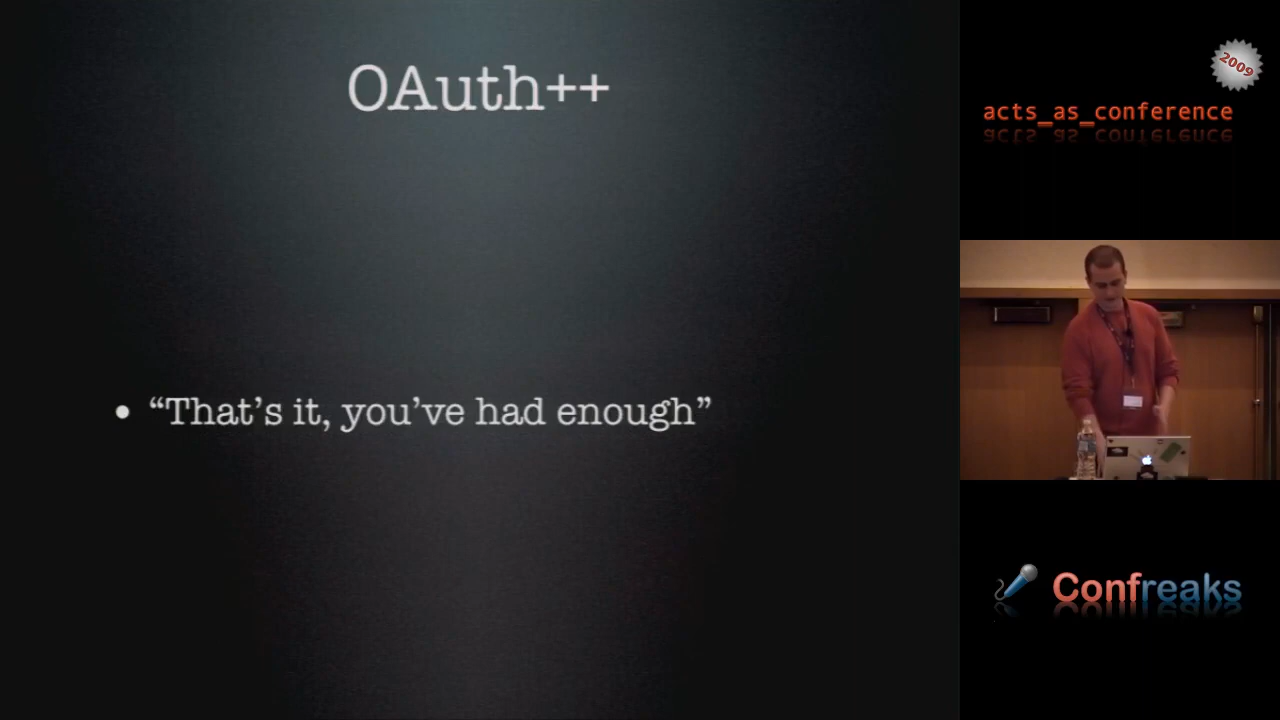 OAuth++
• “That’s it, you’ve had enough”
2009
acts_as_conference
Confreaks